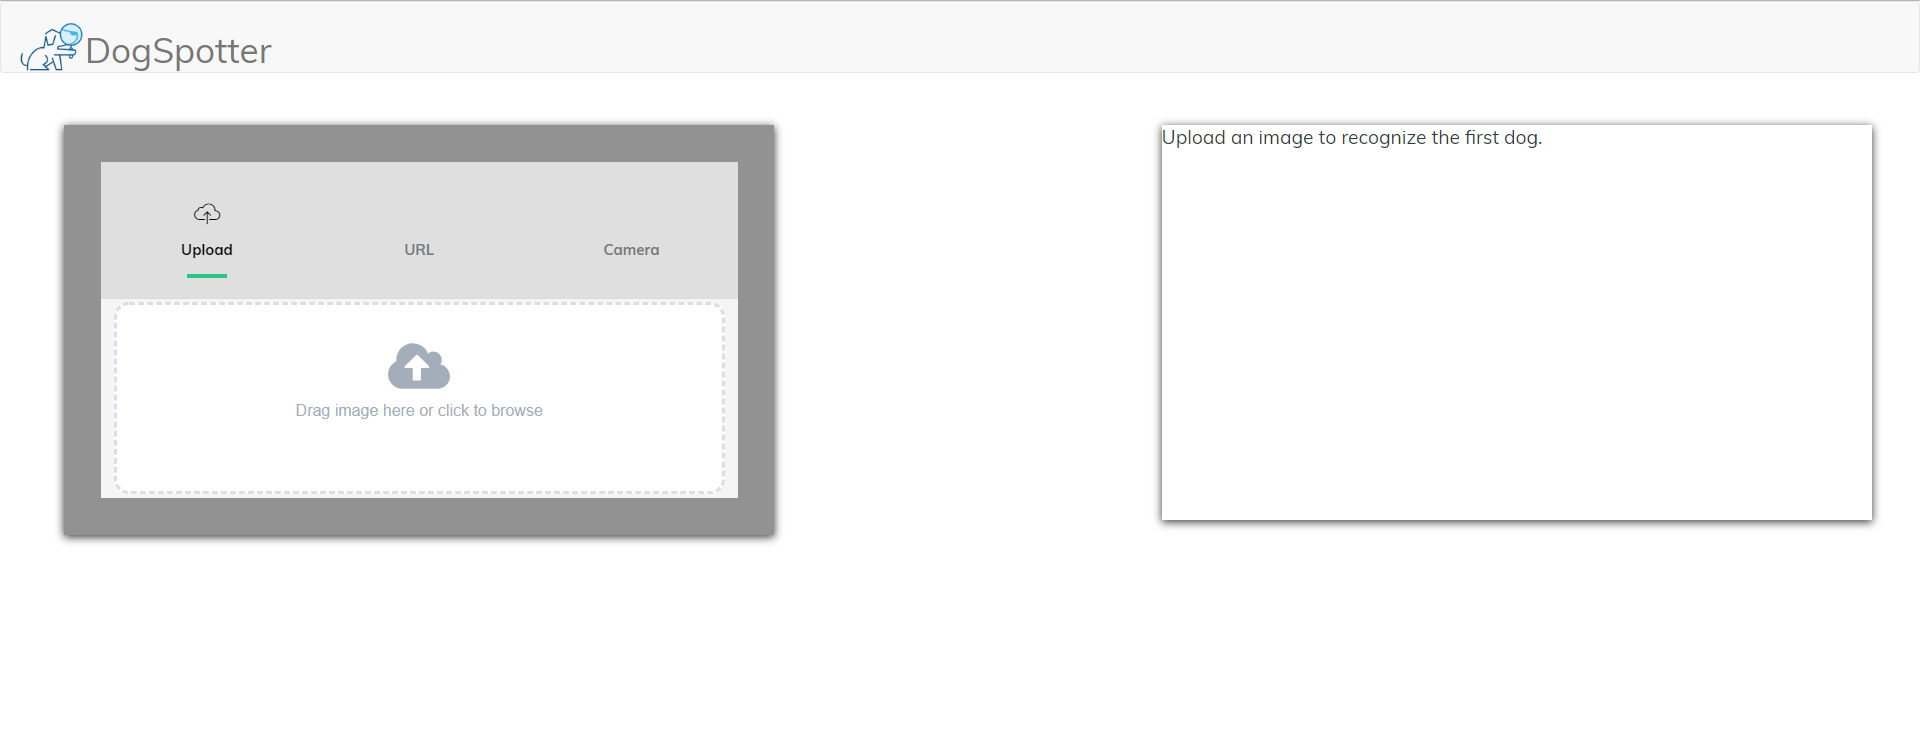 DogSpotter
Upload
URL
Camera
Drag image here or click to browse
Upload an image to recognize the first dog.